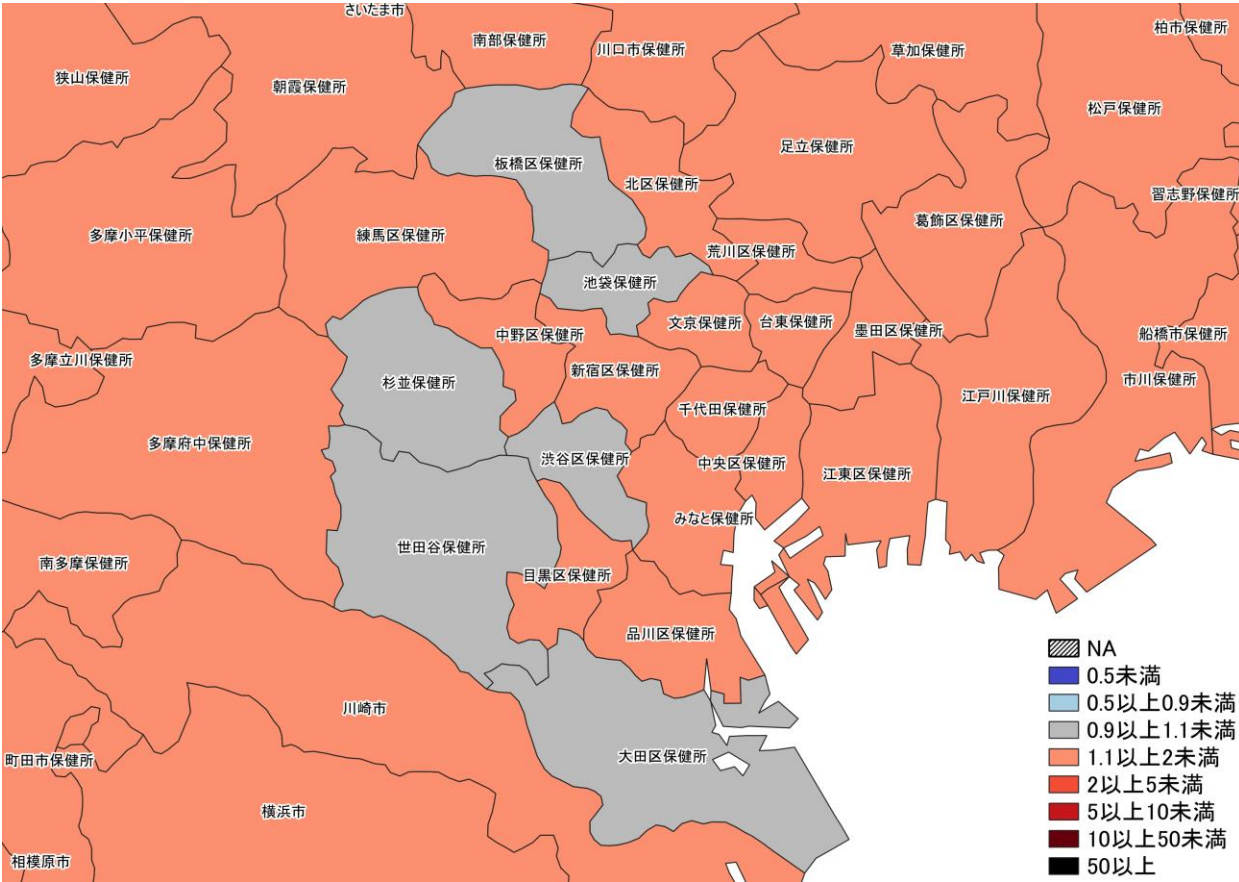 さいたま市
南部保健所
川口市保健所
草加保健所
柏市保健所
狭山保健所
朝霞保健所
松戸保健所
足立保健所
板橋区保健所
北区保健所
習志野保健所
葛飾区保健所
多摩小平保健所
練馬区保健所
荒川区保健所
池袋保健所
文京保健所
台東保健所
墨田区保健所
中野区保健所
船橋市保健所
多摩立川保健所
新宿区保健所
市川保健所
杉並保健所
江戸川保健所
千代田保健所
多摩府中保健所
渋谷区保健所
中央区保健所
江東区保健所
みなと保健所
世田谷保健所
南多摩保健所
目黒区保健所
品川区保健所
川崎市
大田区保健所
町田市保健所
横浜市
相模原市
NA
0.5未満
0.5以上0.9未満
0.9以上1.1未満
1.1以上2未満
2以上5未満
5以上10未満
10以上50未満
50以上